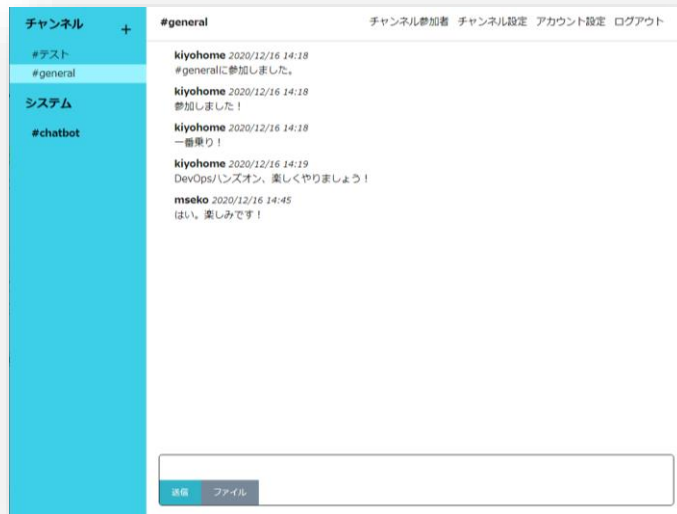 チャンネル
+
#テスト
#general
システム
#chatbot
#general
チャンネル参加者 チャンネル設定 アカウント設定 ログアウト
kiyohome 2020/12/16 14:18
#generalに参加しました。
kiyohome 2020/12/16 14:18
参加しました！
kiyohome 2020/12/16 14:18
一番乗り！
kiyohome 2020/12/16 14:19
DevOpsハンズオン、楽しくやりましょう！
mseko 2020/12/16 14:45
はい。楽しみです！
送信 ファイル